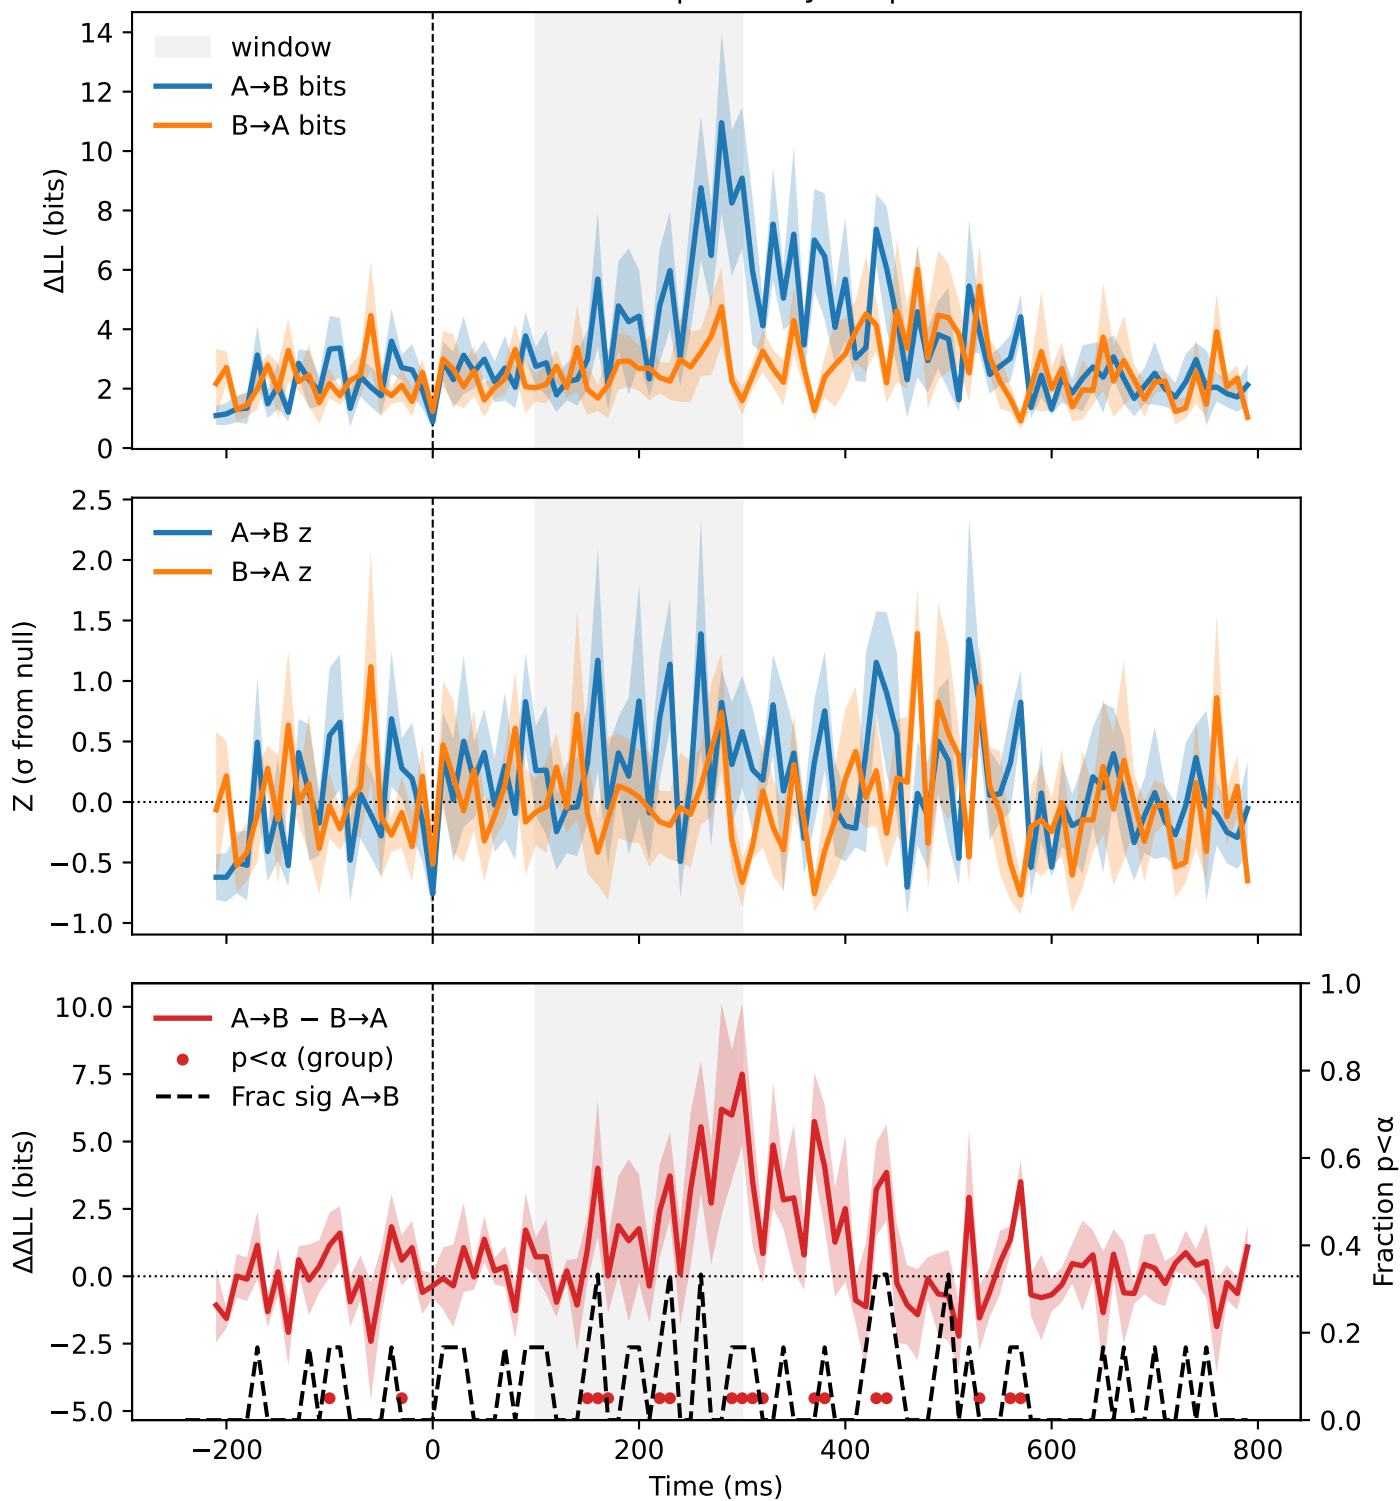 14
12
10
8
6
4
2
0
ΔLL (bits)
window
A→B bits
B→A bits
2.5
2.0
1.5
1.0
0.5
0.0
−0.5
−1.0
Z (σ from null)
A→B z
B→A z
10.0
7.5
5.0
2.5
0.0
−2.5
−5.0
ΔΔLL (bits)
A→B − B→A
p<α (group)
Frac sig A→B
1.0
0.8
0.6
0.4
0.2
0.0
Fraction p<α
−200
0
200
400
600
800
Time (ms)